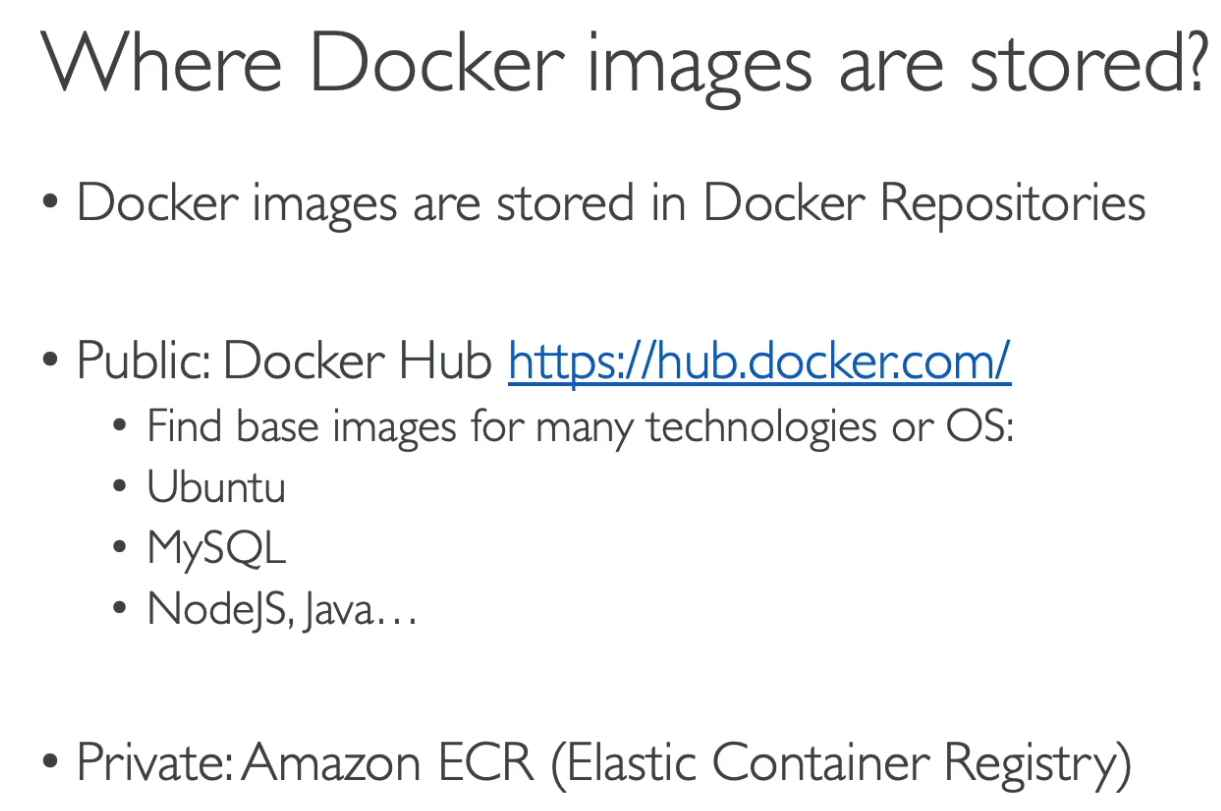 Where Docker images are stored?
• Docker images are stored in Docker Repositories
• Public: Docker Hub https://hub.docker.com/
• Find base images for many technologies or OS:
• Ubuntu
• MySQL
• NodeJS, Java…
• Private: Amazon ECR (Elastic Container Registry)